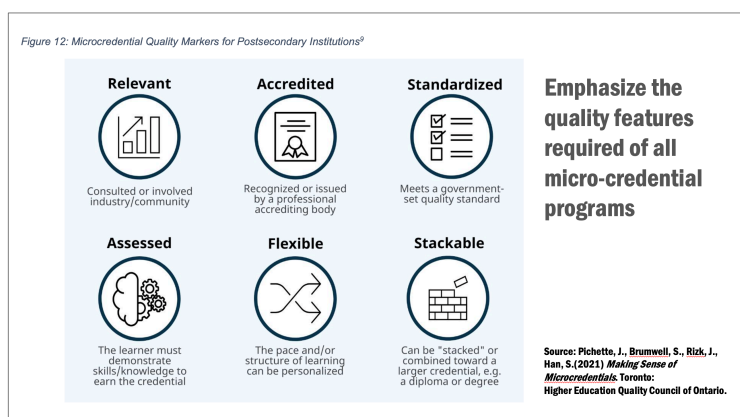 Figure 12: Microcredential Quality Markers for Postsecondary Institutions⁹
Relevant
Consulted or involved
industry/community
Accredited
Recognized or issued
by a professional
accrediting body
Standardized
Meets a government-
set quality standard
Assessed
The learner must
demonstrate
skills/knowledge to
earn the credential
Flexible
The pace and/or
structure of learning
can be personalized
Stackable
Can be "stacked" or
combined toward a
larger credential, e.g.
a diploma or degree
Emphasize the
quality features
required of all
micro-credential
programs
Source: Pichette, J., Brumwell, S., Rizk, J.,
Han, S.(2021) Making Sense of
Microcredentials. Toronto:
Higher Education Quality Council of Ontario.